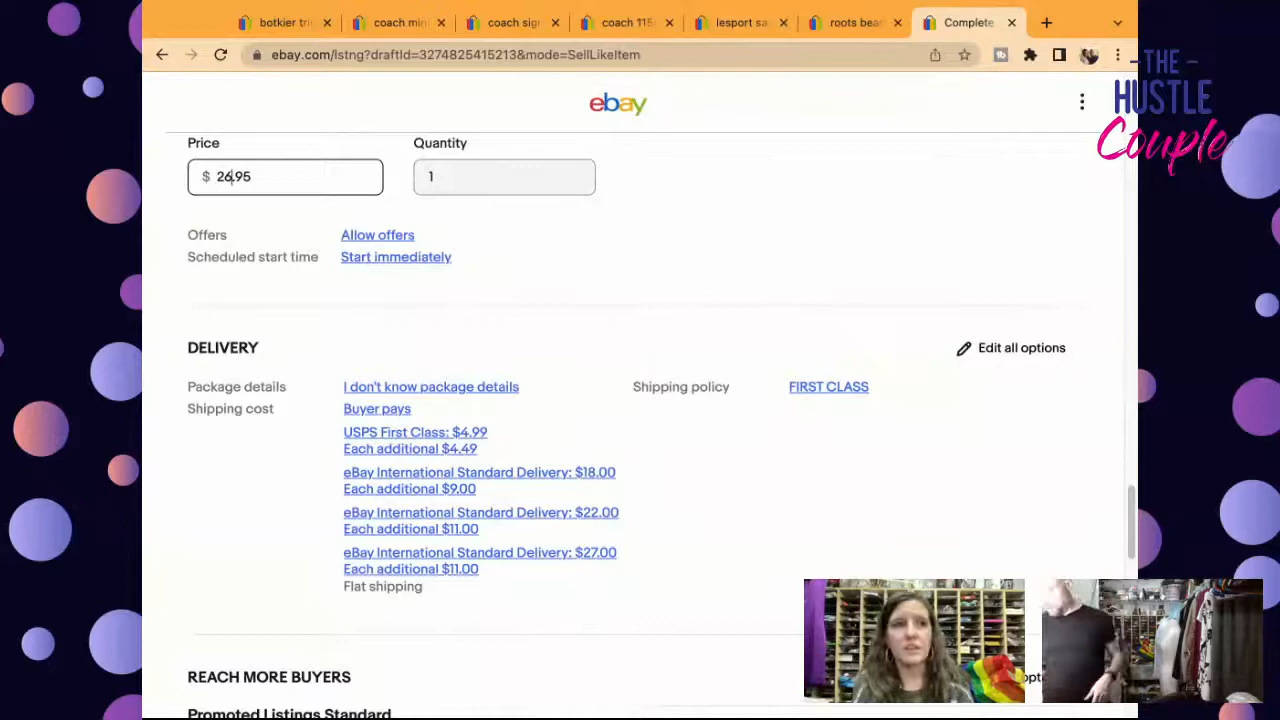 botkier tri
coach mini
coach sign
coach 115
lesport sa
roots bea
Complete
ebay.com/lstng?draftId=3274825415213&mode=SellLikeItem
THE
HUSTLE
Couple
ebay
Price
Quantity
$ 26.95
1
Offers
Allow offers
Scheduled start time
Start immediately
DELIVERY
Edit all options
Package details
I don't know package details
Shipping policy
FIRST CLASS
Shipping cost
Buyer pays
USPS First Class: $4.99
Each additional $4.49
eBay International Standard Delivery: $18.00
Each additional $9.00
eBay International Standard Delivery: $22.00
Each additional $11.00
eBay International Standard Delivery: $27.00
Each additional $11.00
Flat shipping
REACH MORE BUYERS
Promoted Listings Standard